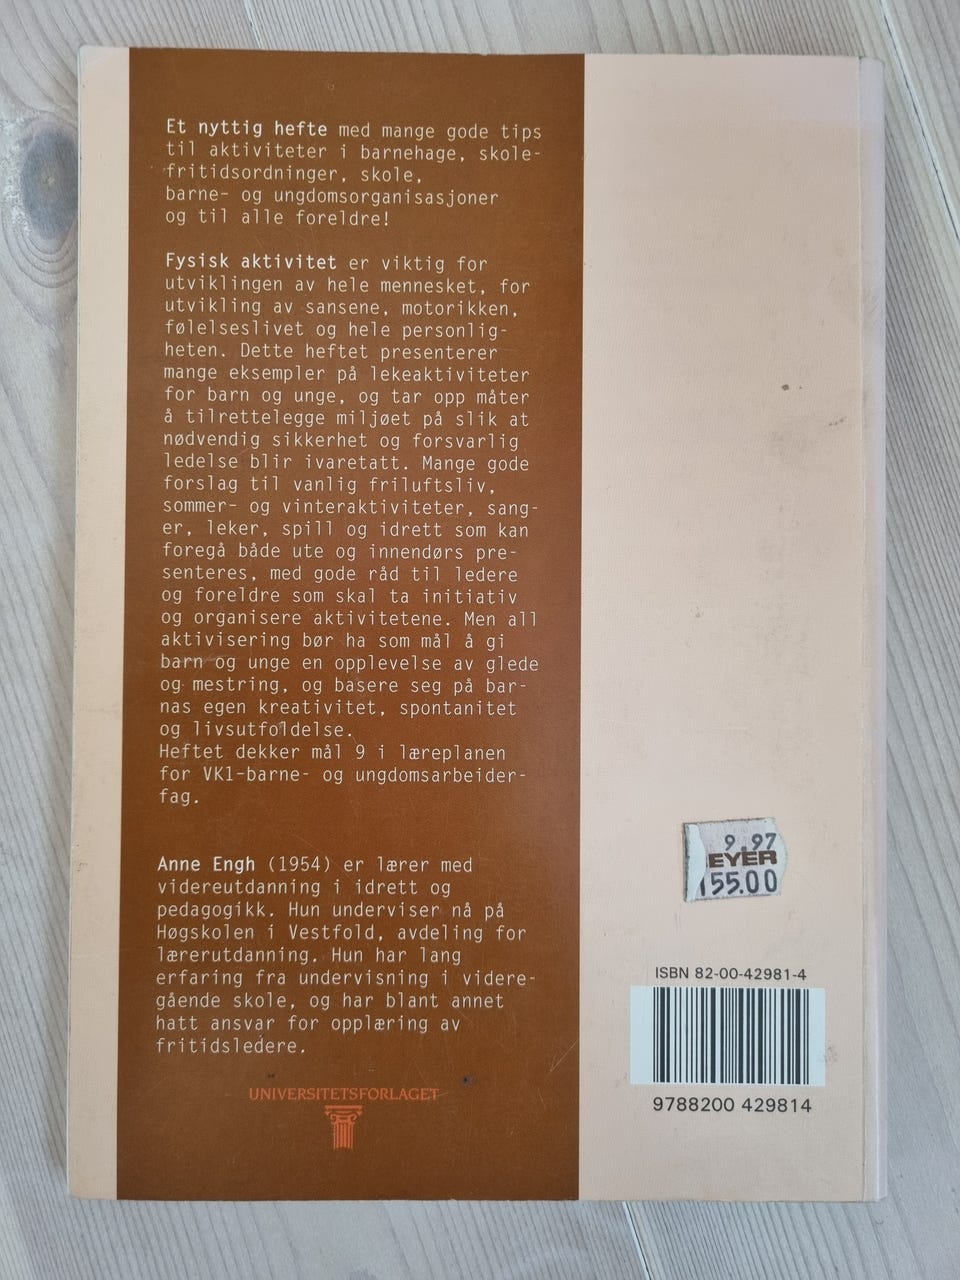 Et nyttig hefte med mange gode tips
til aktiviteter i barnehage, skole-
fritidsordninger, skole,
barne- og ungdomsorganisasjoner
og til alle foreldre!
Fysisk aktivitet er viktig for
utviklingen av hele mennesket, for
utvikling av sansene, motorikken,
følelseslivet og hele personlig-
heten. Dette heftet presenterer
mange eksempler på lekeaktiviteter
for barn og unge, og tar opp måter
å tilrettelegge miljøet på slik at
nødvendig sikkerhet og forsvarlig
ledelse blir ivaretatt. Mange gode
forslag til vanlig friluftsliv,
sommer- og vinteraktiviteter, sang-
er, leker, spill og idrett som kan
foregå både ute og innendørs pre-
senteres, med gode råd til ledere
og foreldre som skal ta initiativ
og organisere aktivitetene. Men all
aktivisering bør ha som mål å gi
barn og unge en opplevelse av glede
og mestring, og basere seg på bar-
nas egen kreativitet, spontanitet
og livsutfoldelse.
Heftet dekker mål 9 i læreplanen
for VK1-barne- og ungdomsarbeider-
fag.
Anne Engh (1954) er lærer med
videreutdanning i idrett og
pedagogikk. Hun underviser nå på
Høgskolen i Vestfold, avdeling for
lærerutdanning. Hun har lang
erfaring fra undervisning i videre-
gående skole, og har blant annet
hatt ansvar for opplæring av
fritidsledere.
UNIVERSITETSFORLAGET
9.97
EYER
155.00
ISBN 82-00-42981-4
9788200 429814